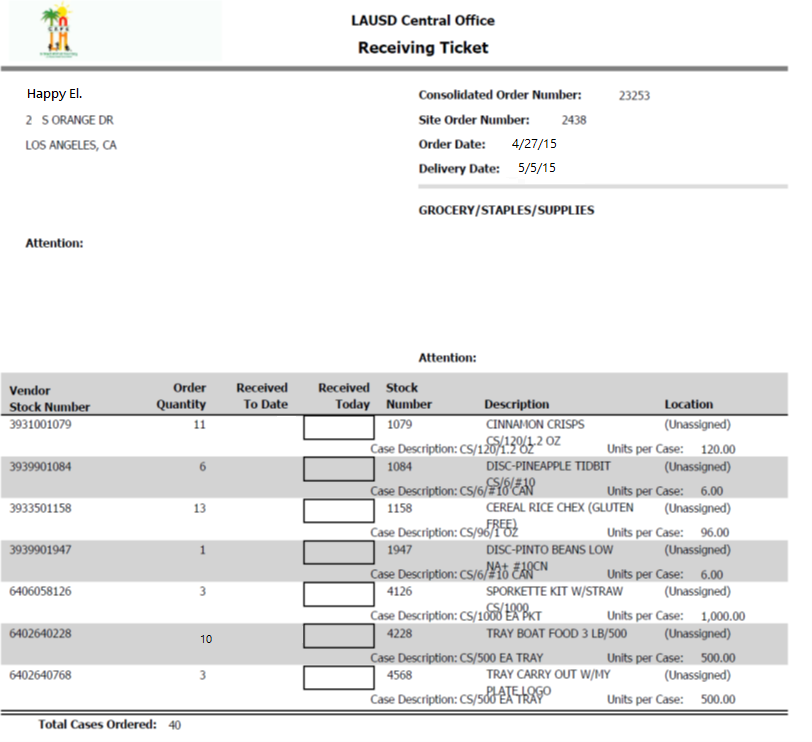 LAUSD Central Office
Receiving Ticket
Happy El.
2 S ORANGE DR
LOS ANGELES, CA
Consolidated Order Number: 23253
Site Order Number: 2438
Order Date: 4/27/15
Delivery Date: 5/5/15
GROCERY/STAPLES/SUPPLIES
Attention:
Attention:
Vendor Stock Number Order Quantity Received To Date Received Today Stock Number Description Location
3931001079 11 1079 CINNAMON CRISPS (Unassigned)
CS/120/1.2 OZ
Case Description: CS/120/1.2 OZ Units per Case: 120.00
3939901084 6 1084 DISC-PINEAPPLE TIDBIT (Unassigned)
CS/6/#10
Case Description: CS/6/#10 CAN Units per Case: 6.00
3933501158 13 1158 CEREAL RICE CHEX (GLUTEN (Unassigned)
FREE)
Case Description: CS/96/1 OZ Units per Case: 96.00
3939901947 1 1947 DISC-PINTO BEANS LOW (Unassigned)
NA+ #10CN
Case Description: CS/6/#10 CAN Units per Case: 6.00
6406058126 3 4126 SPORKETTE KIT W/STRAW (Unassigned)
CS/1000
Case Description: CS/1000 EA PKT Units per Case: 1,000.00
6402640228 10 4228 TRAY BOAT FOOD 3 LB/500 (Unassigned)
Case Description: CS/500 EA TRAY Units per Case: 500.00
6402640768 3 4568 TRAY CARRY OUT W/MY (Unassigned)
PLATE LOGO
Case Description: CS/500 EA TRAY Units per Case: 500.00
Total Cases Ordered: 40